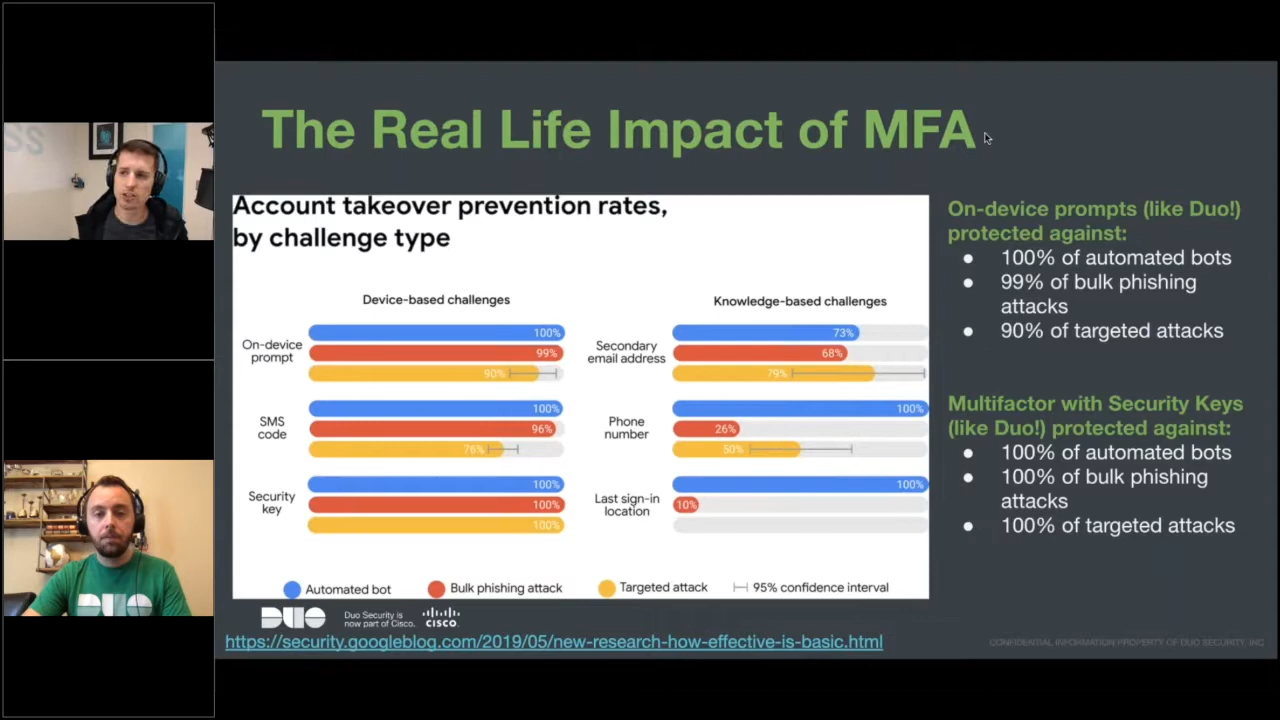 The Real Life Impact of MFA
Account takeover prevention rates,
by challenge type
Device-based challenges
On-device
prompt
100%
99%
90%
SMS
code
100%
96%
76%
Security
key
100%
100%
100%
Knowledge-based challenges
Secondary
email address
73%
68%
79%
Phone
number
100%
26%
50%
Last sign-in
location
100%
10%
Automated bot
Bulk phishing attack
Targeted attack
95% confidence interval
On-device prompts (like Duo!)
protected against:
● 100% of automated bots
● 99% of bulk phishing
attacks
● 90% of targeted attacks
Multifactor with Security Keys
(like Duo!) protected against:
● 100% of automated bots
● 100% of bulk phishing
attacks
● 100% of targeted attacks
DUO
Duo Security is
now part of Cisco.
CISCO.
https://security.googleblog.com/2019/05/new-research-how-effective-is-basic.html
CONFIDENTIAL INFORMATION PROPERTY OF DUO SECURITY, INC
DUO